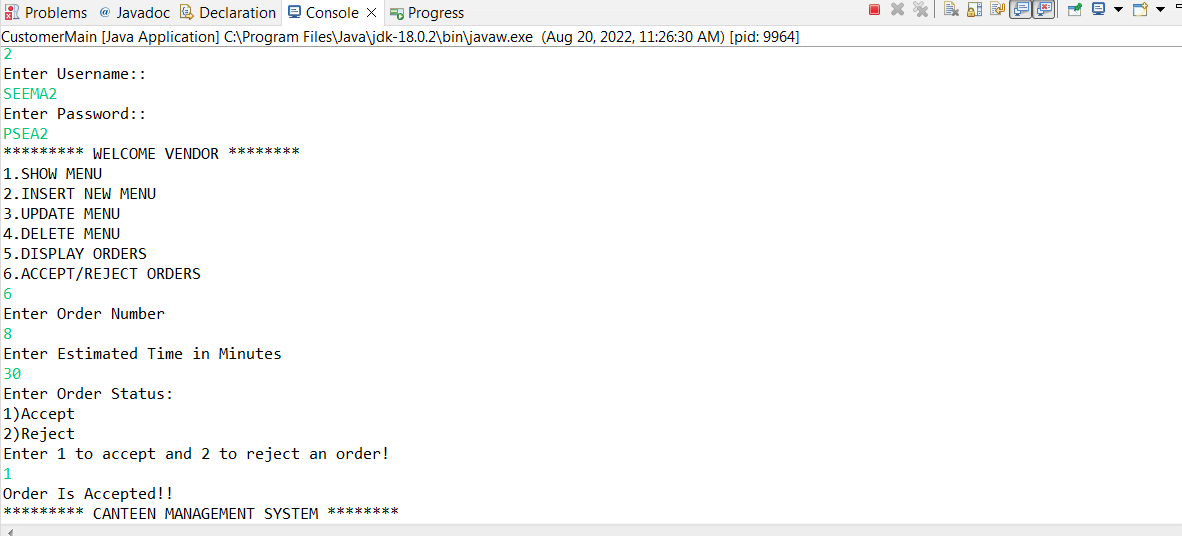 Problems @ Javadoc Declaration Console Progress
CustomerMain [Java Application] C:\Program Files\Java\jdk-18.0.2\bin\javaw.exe (Aug 20, 2022, 11:26:30 AM) [pid: 9964]
2
Enter Username::
SEEMA2
Enter Password::
PSEA2
********* WELCOME VENDOR ********
1.SHOW MENU
2.INSERT NEW MENU
3.UPDATE MENU
4.DELETE MENU
5.DISPLAY ORDERS
6.ACCEPT/REJECT ORDERS
6
Enter Order Number
8
Enter Estimated Time in Minutes
30
Enter Order Status:
1)Accept
2)Reject
Enter 1 to accept and 2 to reject an order!
1
Order Is Accepted!!
********* CANTEEN MANAGEMENT SYSTEM ********